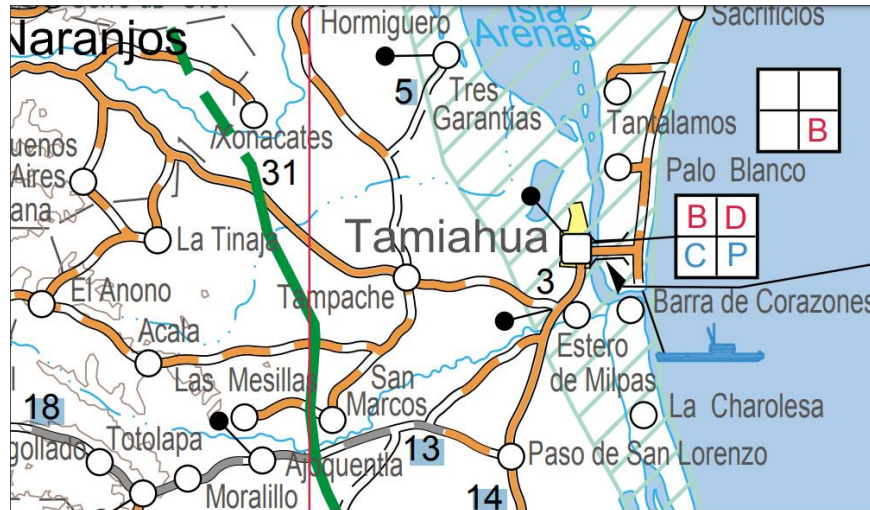 Naranjos
Hormiguero
Isla
Arenas
Sacrificios
5
Tres
Garantías
Xonacates
Tantalamos
B
31
Palo Blanco
Aires
La Tinaja
Tamiahua
B D
C P
3
El Anono
Tampache
Barra de Corazones
Acala
Estero
de Milpas
Las Mesillas
San
Marcos
La Charolesa
18
Totolapa
13
Paso de San Lorenzo
Moralillo
14